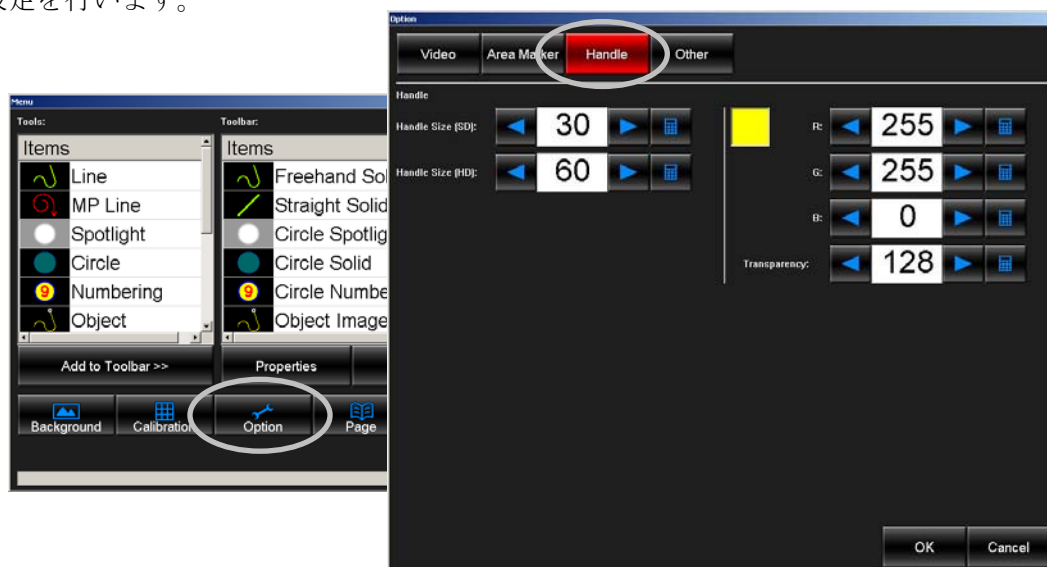 定を行います。
Menu
Tools:
Toolbar:
Items
Line
MP Line
Spotlight
Circle
Numbering
Object
Items
Freehand Sol
Straight Solid
Circle Spotlig
Circle Solid
Circle Numbe
Object Image
Add to Toolbar >>
Properties
Background
Calibration
Option
Page
Option
Video
Area Marker
Handle
Other
Handle
Handle Size (SD):
30
Handle Size (HD):
60
R:
255
G:
255
B:
0
Transparency:
128
OK
Cancel